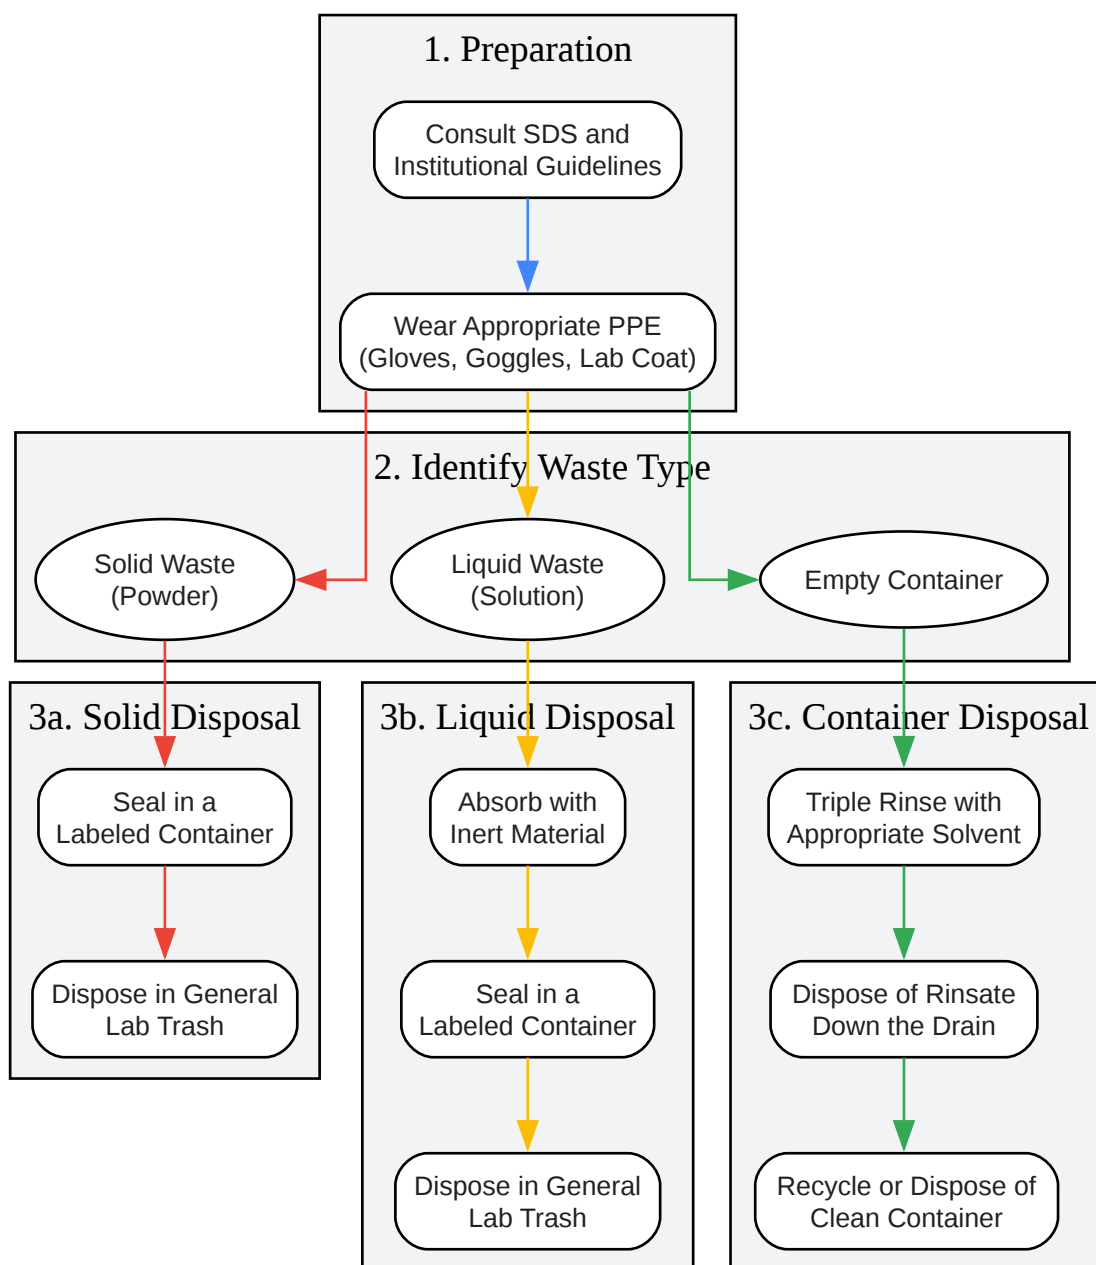 1. Preparation
Consult SDS and
Institutional Guidelines
Wear Appropriate PPE
(Gloves, Goggles, Lab Coat)
2. Identify Waste Type
Solid Waste
(Powder)
Liquid Waste
(Solution)
Empty Container
3a. Solid Disposal
Seal in a
Labeled Container
Dispose in General
Lab Trash
3b. Liquid Disposal
Absorb with
Inert Material
Seal in a
Labeled Container
Dispose in General
Lab Trash
3c. Container Disposal
Triple Rinse with
Appropriate Solvent
Dispose of Rinsate
Down the Drain
Recycle or Dispose of
Clean Container